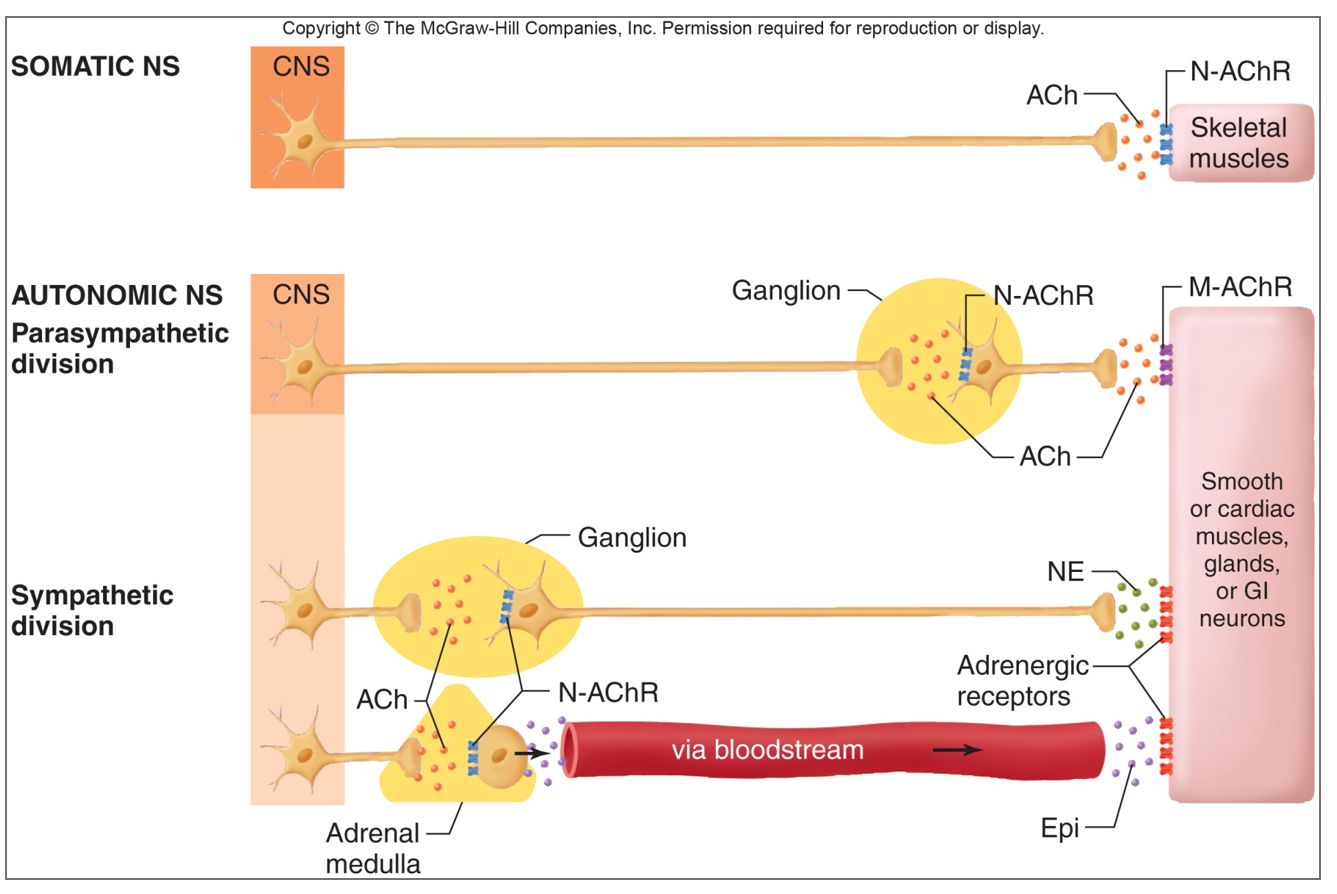 Copyright © The McGraw-Hill Companies, Inc. Permission required for reproduction or display.
SOMATIC NS
CNS
ACh
N-AChR
Skeletal
muscles
AUTONOMIC NS
Parasympathetic
division
CNS
Ganglion
N-AChR
M-AChR
ACh
Smooth
or cardiac
muscles,
glands,
or GI
neurons
Sympathetic
division
Ganglion
NE
Adrenergic
receptors
ACh
N-AChR
via bloodstream
Adrenal
medulla
Epi